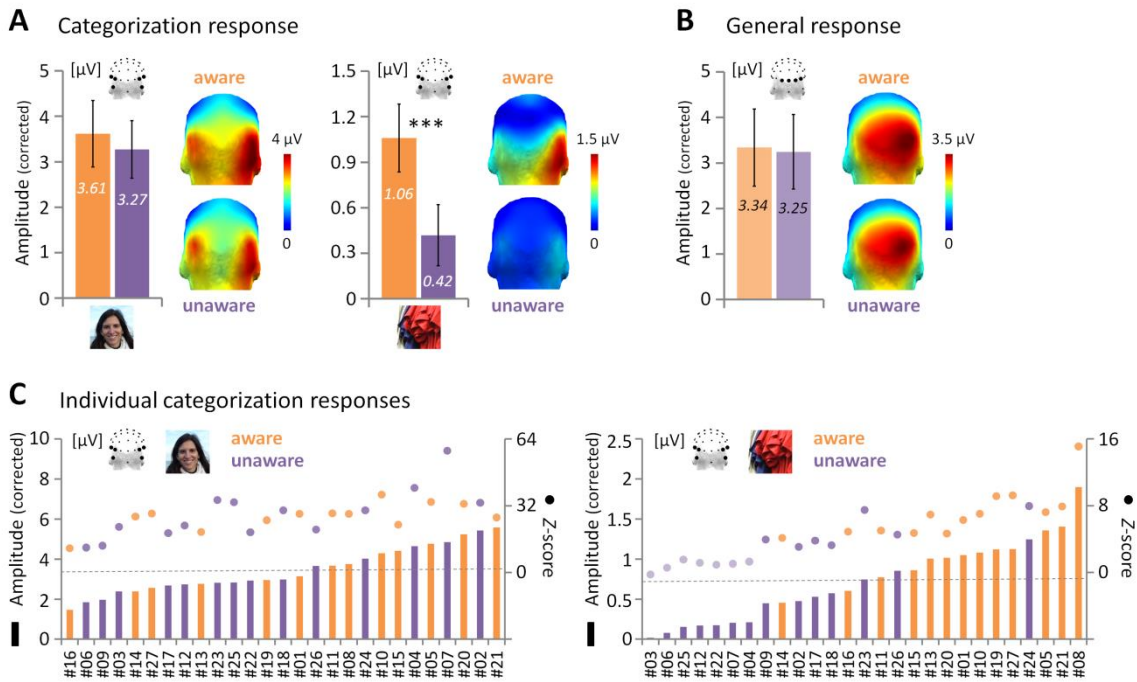 A Categorization response
[µV]
aware
5
4
3
2
1
0
Amplitude (corrected)
3.61
3.27
4 µV
0
unaware
[µV]
aware
1.5
1.2
0.9
0.6
0.3
0
Amplitude (corrected)
***
1.06
0.42
1.5 µV
0
unaware
B General response
[µV]
aware
5
4
3
2
1
0
Amplitude (corrected)
3.34
3.25
3.5 µV
0
unaware
C Individual categorization responses
[µV]
aware
unaware
10
8
6
4
2
0
Amplitude (corrected)
64
32
0
Z-score
#16 #06 #09 #03 #14 #27 #17 #12 #13 #23 #25 #22 #19 #18 #01 #26 #11 #08 #24 #10 #15 #04 #05 #07 #20 #02 #21
[µV]
aware
unaware
2.5
2
1.5
1
0.5
0
Amplitude (corrected)
16
8
0
Z-score
#03 #06 #25 #12 #22 #07 #04 #09 #14 #02 #17 #18 #16 #23 #11 #26 #15 #13 #20 #01 #10 #19 #27 #24 #05 #21 #08